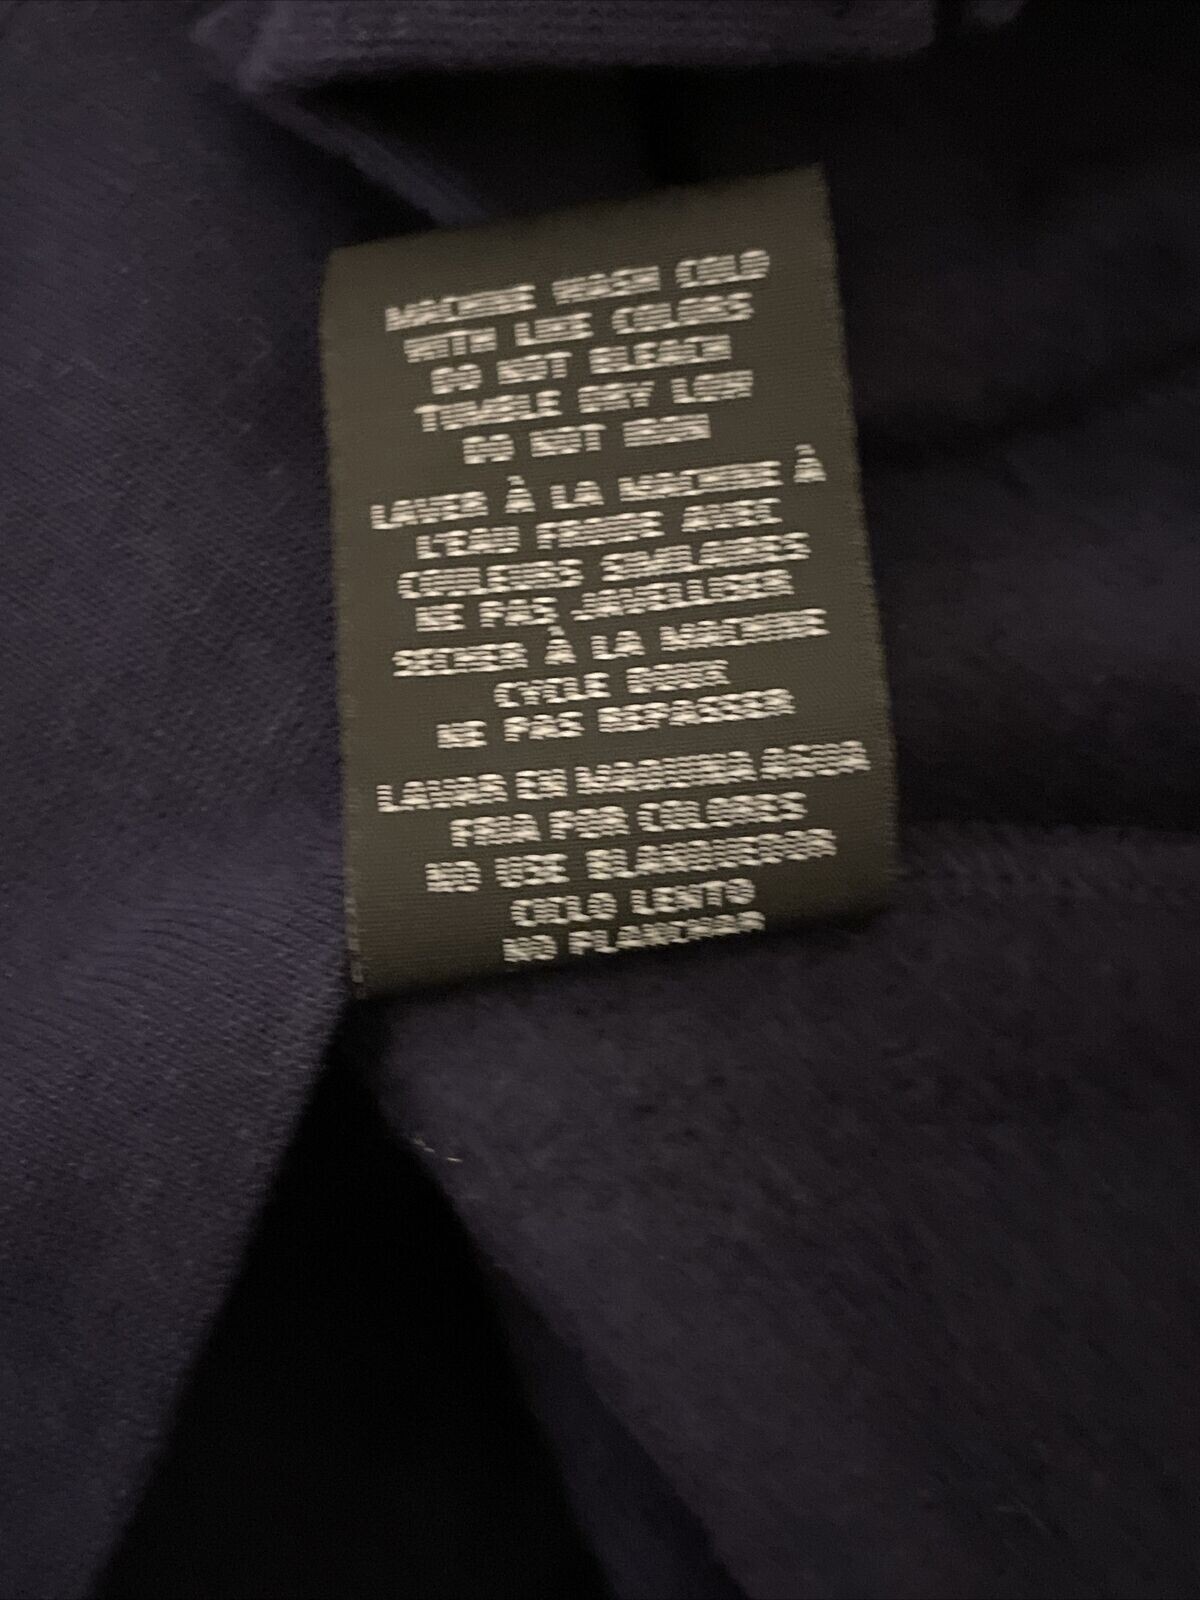 MACHINE WASH COLD
WITH LIKE COLORS
DO NOT BLEACH
TUMBLE DRY LOW
DO NOT IRON
LAVER À LA MACHINE À
L'EAU FROIDE AVEC
COULEURS SIMILAIRES
NE PAS JAVELLISER
SECHER À LA MACHINE
CYCLE DOUX
NE PAS REPASSER
LAVAR EN MAQUINA AGUA
FRIA POR COLORES
NO USE BLANQUEDOR
CICLO LENTO
NO PLANCHAR